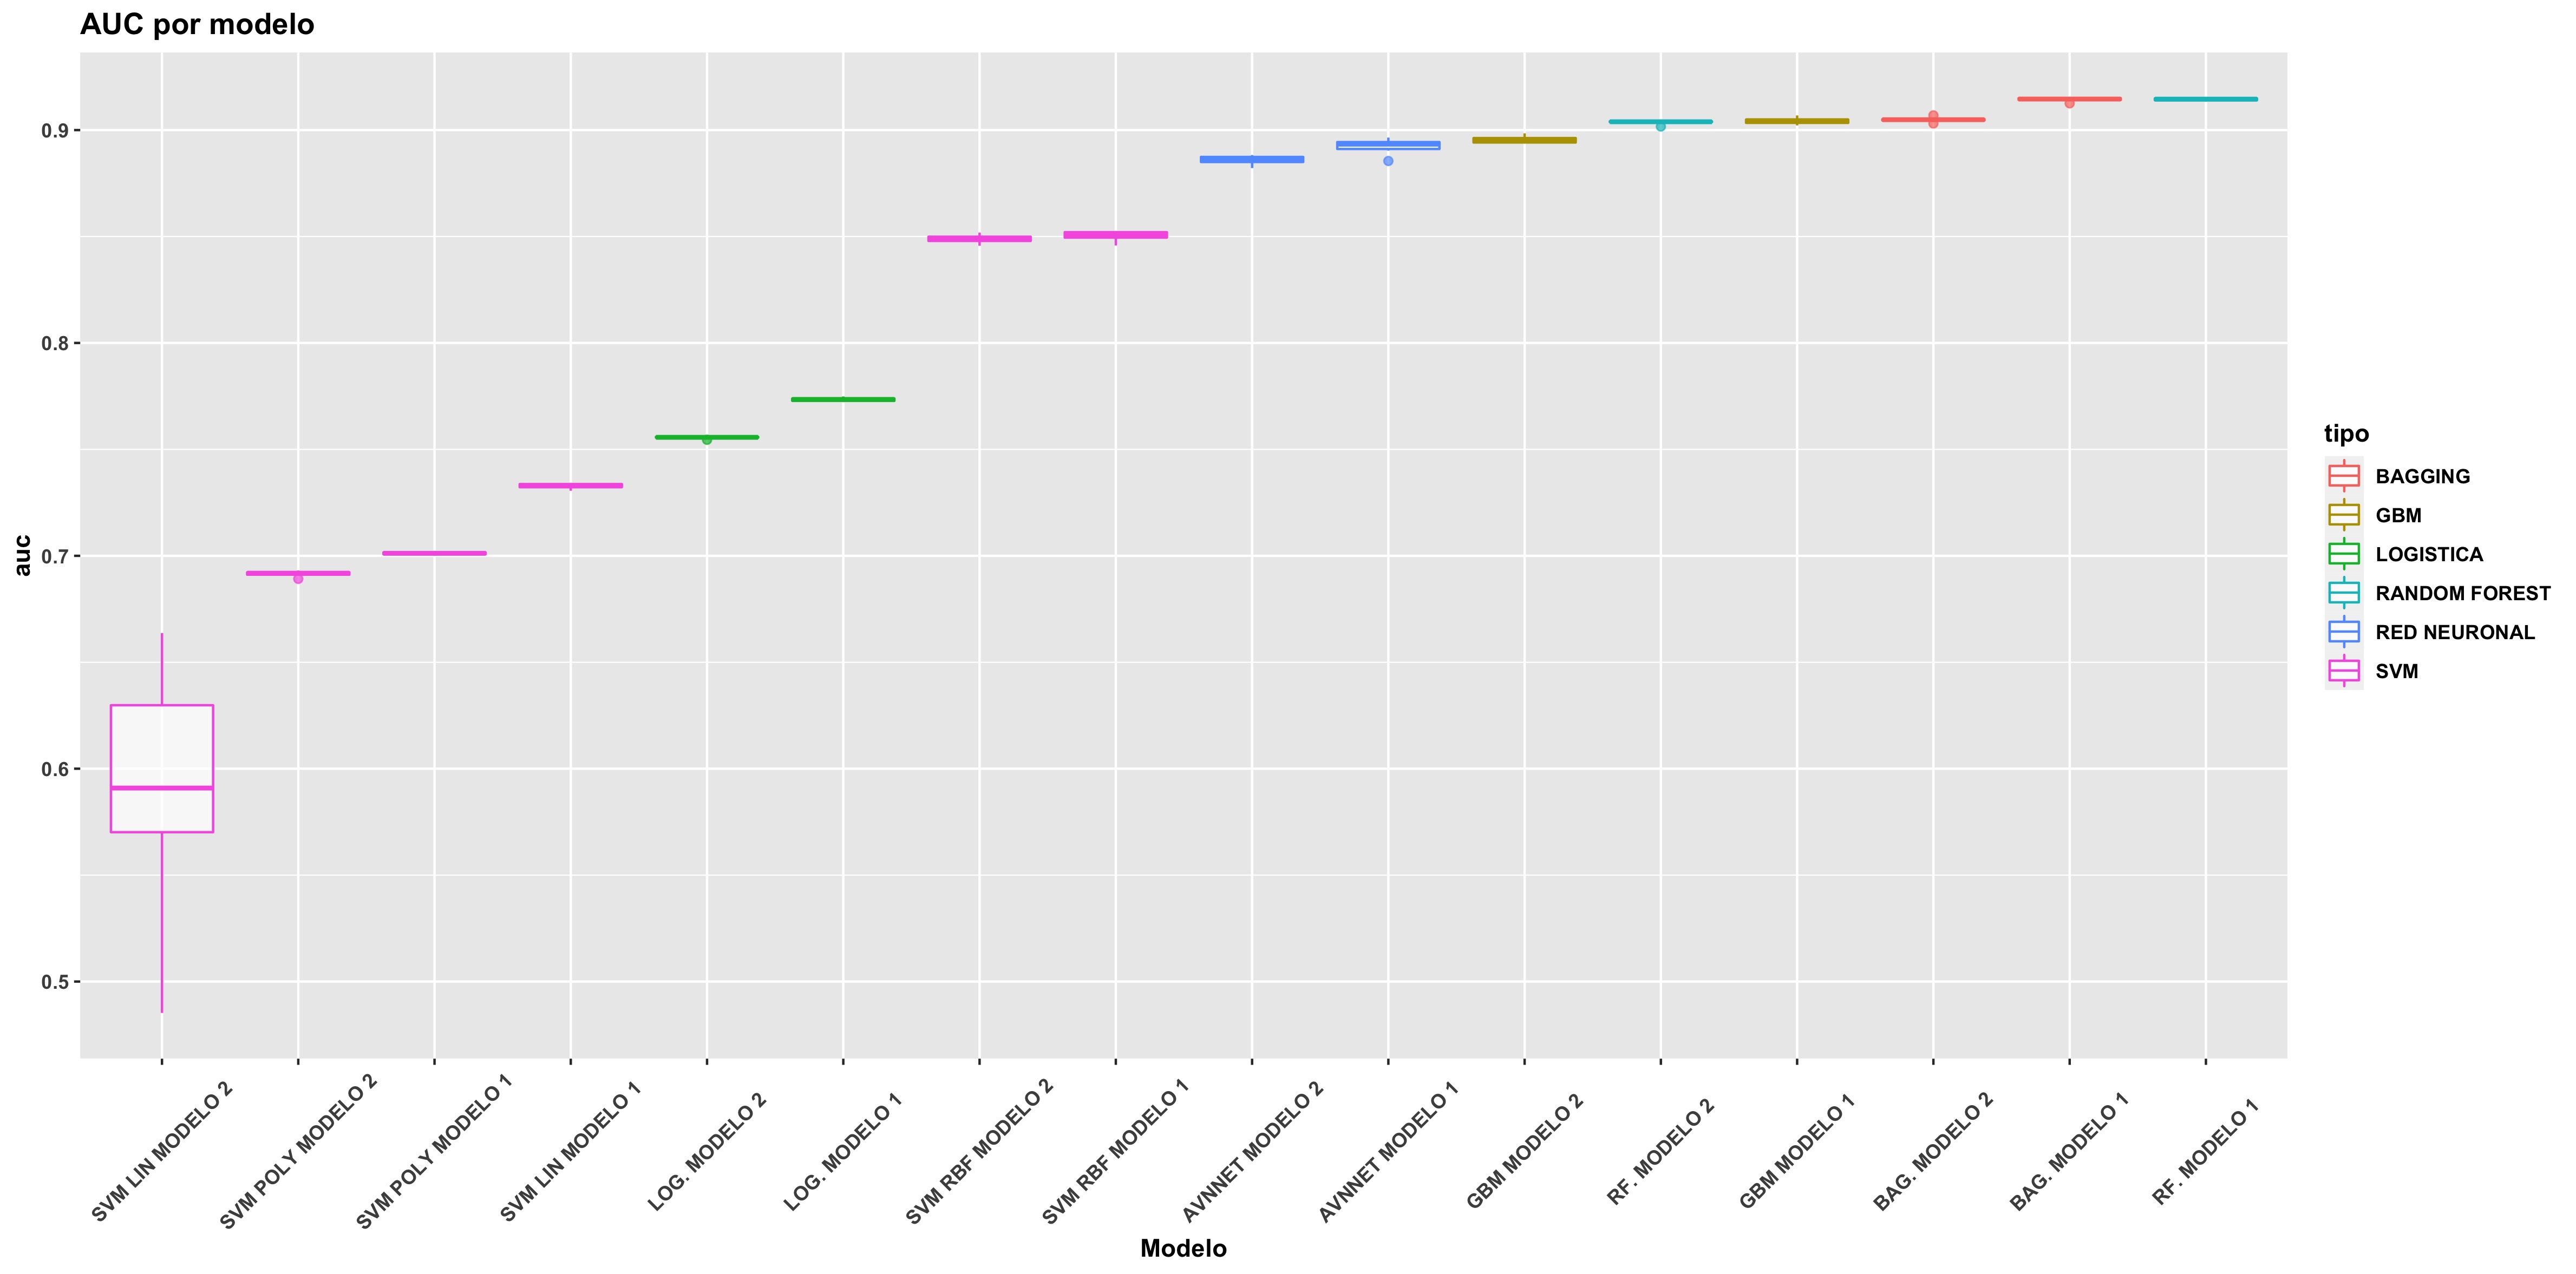 AUC por modelo
auc
0.9
0.8
0.7
0.6
0.5
SVM LIN MODELO 2
SVM POLY MODELO 2
SVM POLY MODELO 1
SVM LIN MODELO 1
LOG. MODELO 2
LOG. MODELO 1
SVM RBF MODELO 2
SVM RBF MODELO 1
AVNNET MODELO 2
AVNNET MODELO 1
GBM MODELO 2
RF. MODELO 2
GBM MODELO 1
BAG. MODELO 2
BAG. MODELO 1
RF. MODELO 1
Modelo
tipo
BAGGING
GBM
LOGISTICA
RANDOM FOREST
RED NEURONAL
SVM